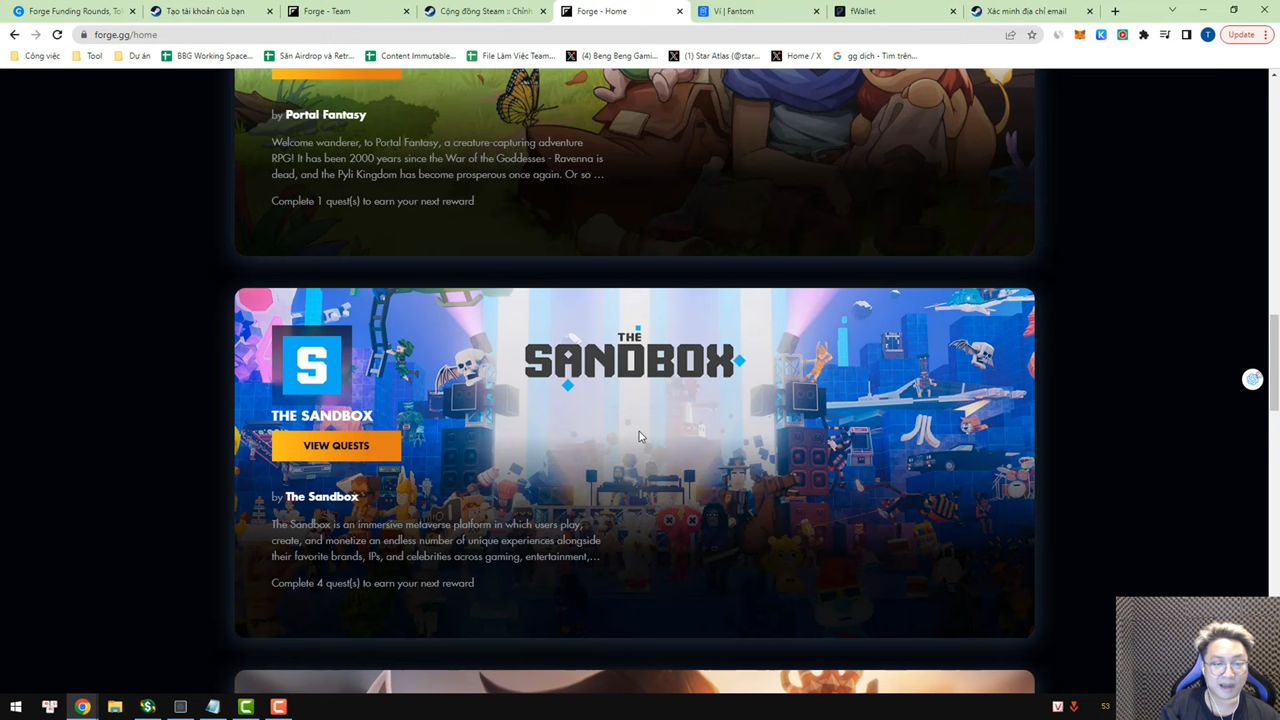 Forge Funding Rounds, To
Tạo tài khoản của bạn
Forge - Team
Cộng đồng Steam :: Chỉnh
Forge - Home
Ví | Fantom
fWallet
Xác minh địa chỉ email
forge.gg/home
Update
Công việc
Tool
Dự án
BBG Working Space...
Săn Airdrop và Retr...
Content Immutable...
File Làm Việc Team...
(4) Beng Beng Gami...
(1) Star Atlas (@star...
Home / X
gg dịch - Tìm trên...
by Portal Fantasy
Welcome wanderer, to Portal Fantasy, a creature-capturing adventure
RPG! It has been 2000 years since the War of the Goddesses - Ravenna is
dead, and the Pyli Kingdom has become prosperous once again. Or so ...
Complete 1 quest(s) to earn your next reward
THE
SANDBOX
S
THE SANDBOX
VIEW QUESTS
by The Sandbox
The Sandbox is an immersive metaverse platform in which users play,
create, and monetize an endless number of unique experiences alongside
their favorite brands, IPs, and celebrities across gaming, entertainment,...
Complete 4 quest(s) to earn your next reward
53